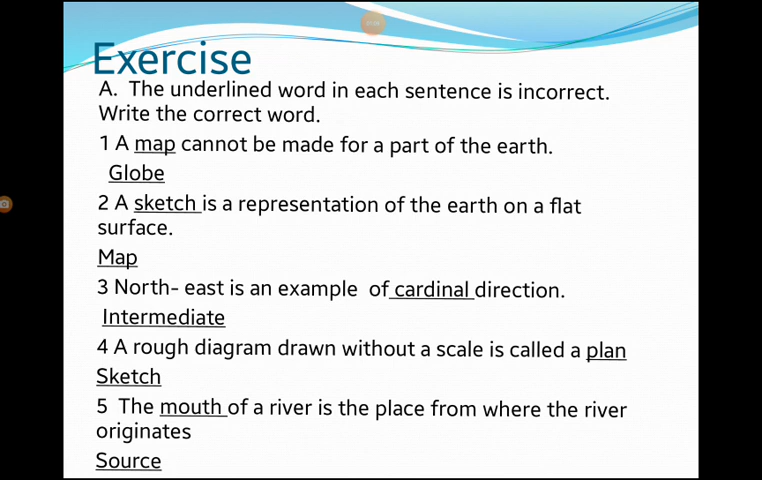 Exercise
A. The underlined word in each sentence is incorrect.
Write the correct word.
1 A map cannot be made for a part of the earth.
Globe
2 A sketch is a representation of the earth on a flat
surface.
Map
3 North- east is an example of cardinal direction.
Intermediate
4 A rough diagram drawn without a scale is called a plan
Sketch
5 The mouth of a river is the place from where the river
originates
Source